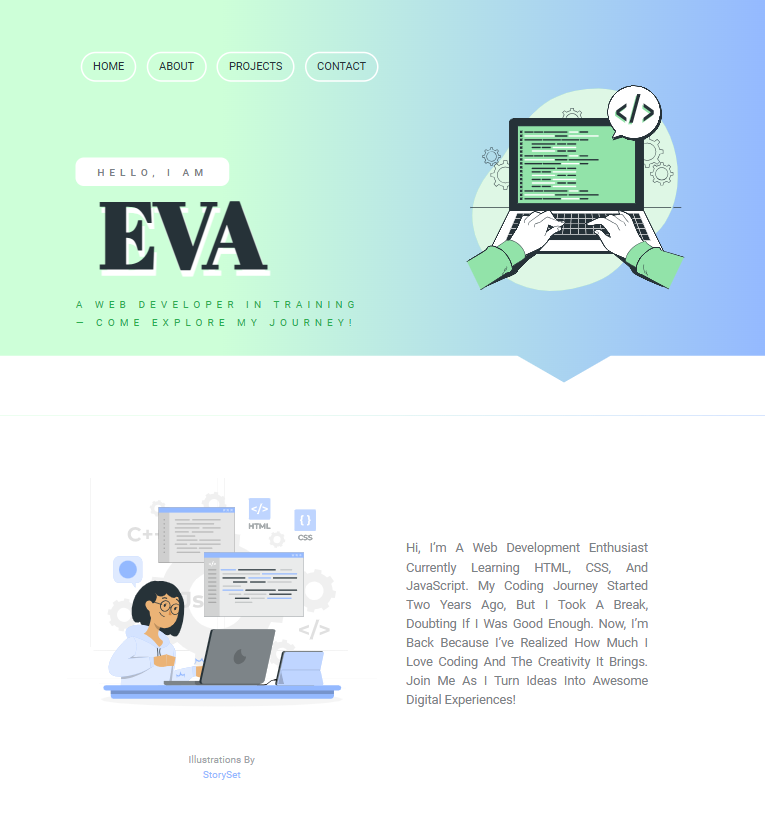 HOME ABOUT PROJECTS CONTACT
</>
HELLO, I AM
EVA
A WEB DEVELOPER IN TRAINING
— COME EXPLORE MY JOURNEY!
</>
HTML
{ }
CSS
C++
</>
Js
</>
Hi, I’m A Web Development Enthusiast
Currently Learning HTML, CSS, And
JavaScript. My Coding Journey Started
Two Years Ago, But I Took A Break,
Doubting If I Was Good Enough. Now, I’m
Back Because I’ve Realized How Much I
Love Coding And The Creativity It Brings.
Join Me As I Turn Ideas Into Awesome
Digital Experiences!
Illustrations By
StorySet